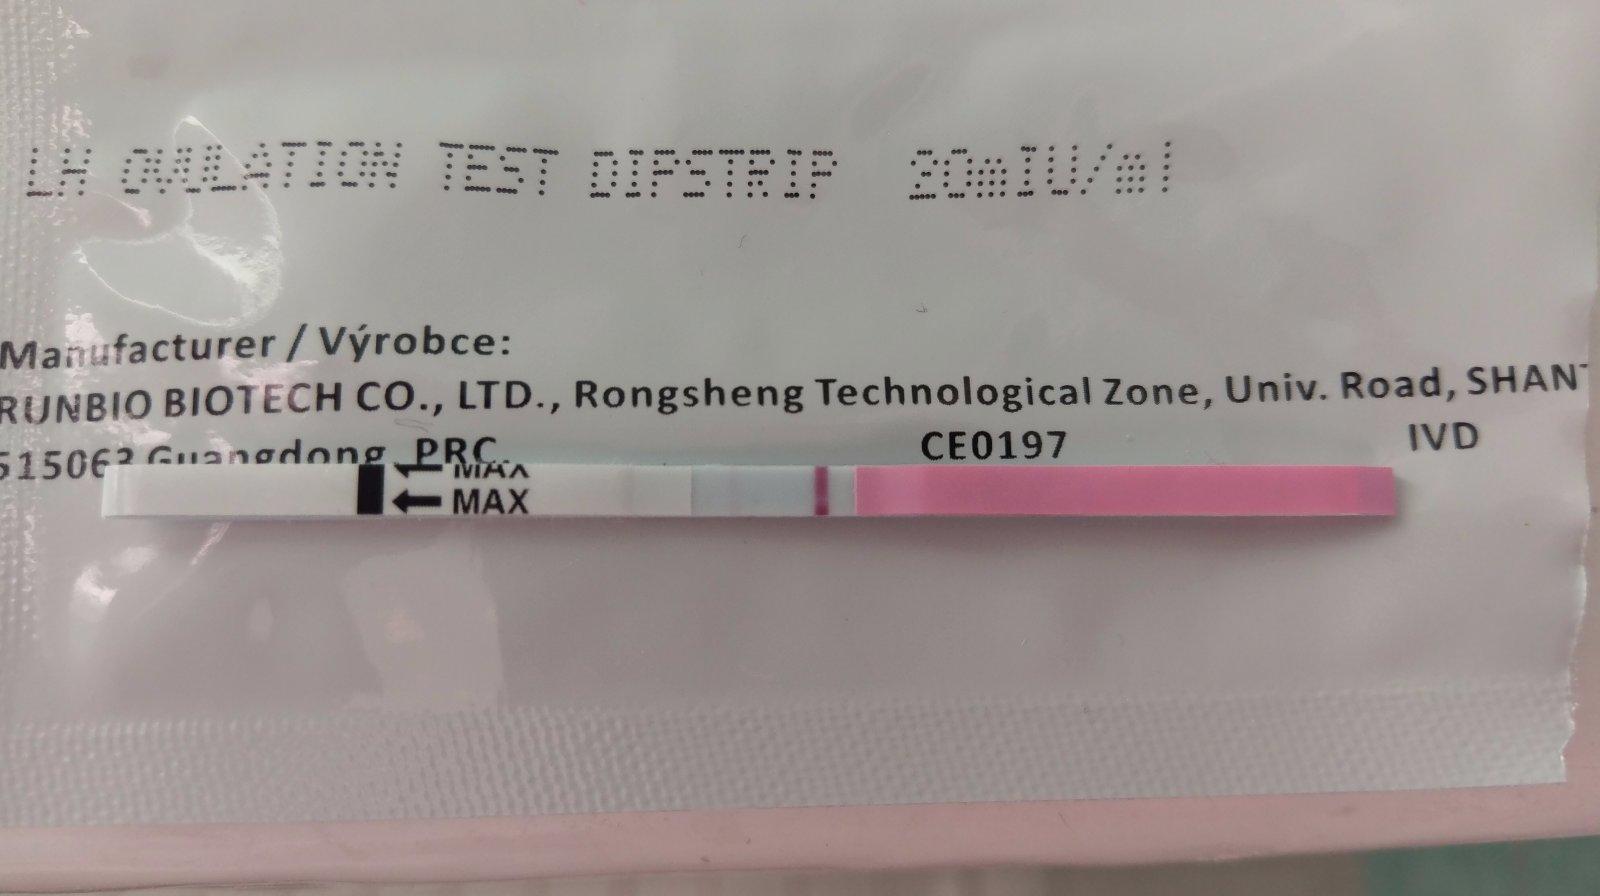 LH OVULATION TEST DIPSTRIP 20mIU/ml
Manufacturer / Výrobce:
RUNBIO BIOTECH CO., LTD., Rongsheng Technological Zone, Univ. Road,
515063 Guangdong PRC. CE0197 IVD
MAX
MAX